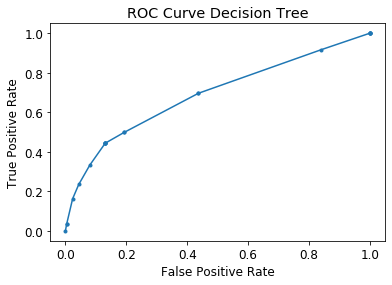 ROC Curve Decision Tree
1.0
0.8
0.6
0.4
0.2
0.0
True Positive Rate
0.0 0.2 0.4 0.6 0.8 1.0
False Positive Rate